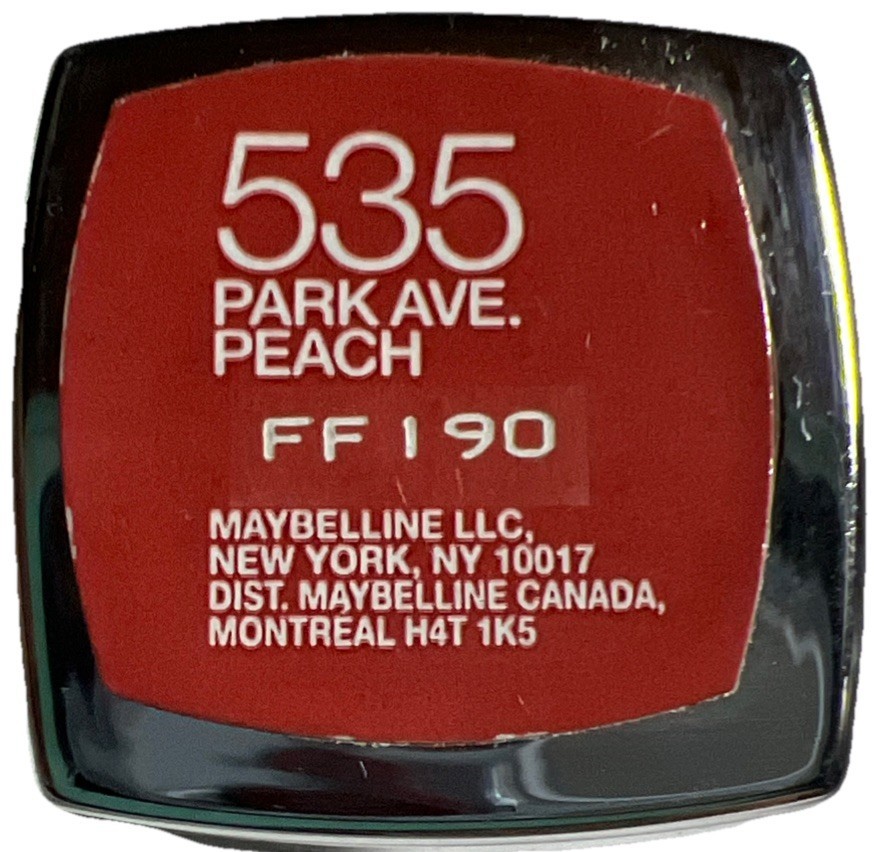 535
PARK AVE.
PEACH
FF190
MAYBELLINE LLC,
NEW YORK, NY 10017
DIST. MAYBELLINE CANADA,
MONTRÉAL H4T 1K5